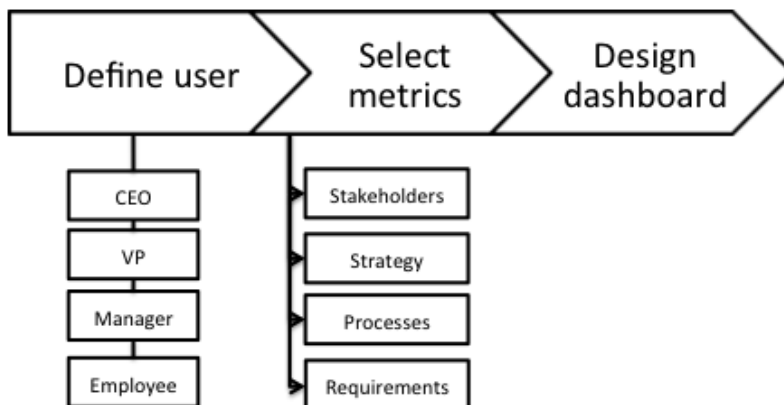 Define user
Select
metrics
Design
dashboard
CEO
VP
Manager
Employee
Stakeholders
Strategy
Processes
Requirements